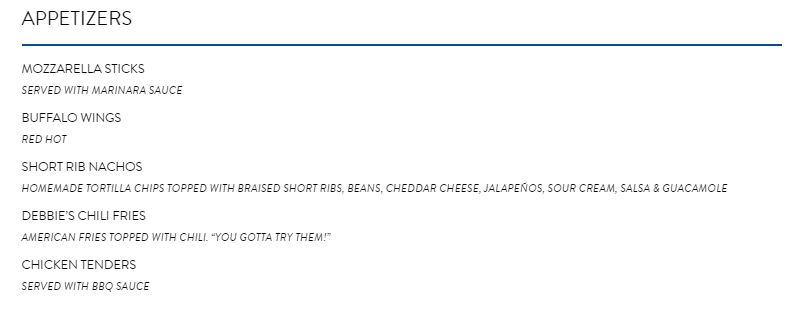 APPETIZERS
MOZZARELLA STICKS
SERVED WITH MARINARA SAUCE
BUFFALO WINGS
RED HOT
SHORT RIB NACHOS
HOMEMADE TORTILLA CHIPS TOPPED WITH BRAISED SHORT RIBS, BEANS, CHEDDAR CHEESE, JALAPEÑOS, SOUR CREAM, SALSA & GUACAMOLE
DEBBIE'S CHILI FRIES
AMERICAN FRIES TOPPED WITH CHILI. “YOU GOTTA TRY THEM!”
CHICKEN TENDERS
SERVED WITH BBQ SAUCE